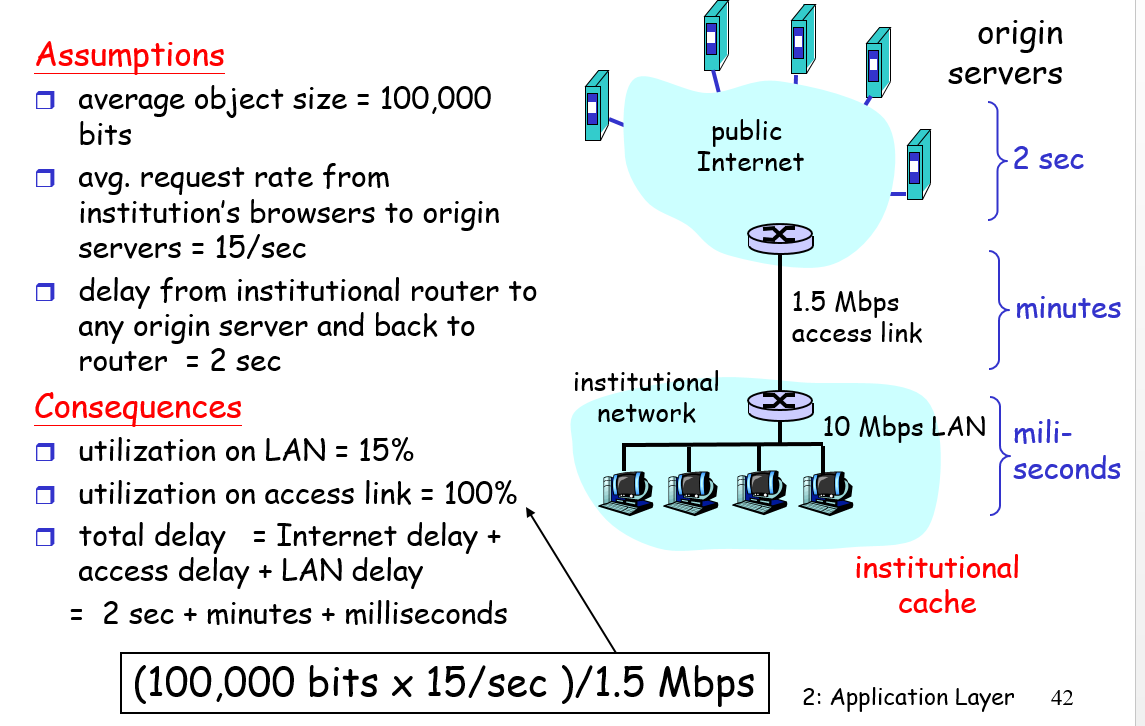 Assumptions
average object size = 100,000
bits
avg. request rate from
institution's browsers to origin
servers = 15/sec
delay from institutional router to
any origin server and back to
router = 2 sec
Consequences
utilization on LAN = 15%
utilization on access link = 100%
total delay = Internet delay +
access delay + LAN delay
= 2 sec + minutes + milliseconds
(100,000 bits x 15/sec )/1.5 Mbps
origin
servers
public
Internet
2 sec
1.5 Mbps
access link
minutes
institutional
network
10 Mbps LAN
mili-
seconds
institutional
cache
2: Application Layer 42